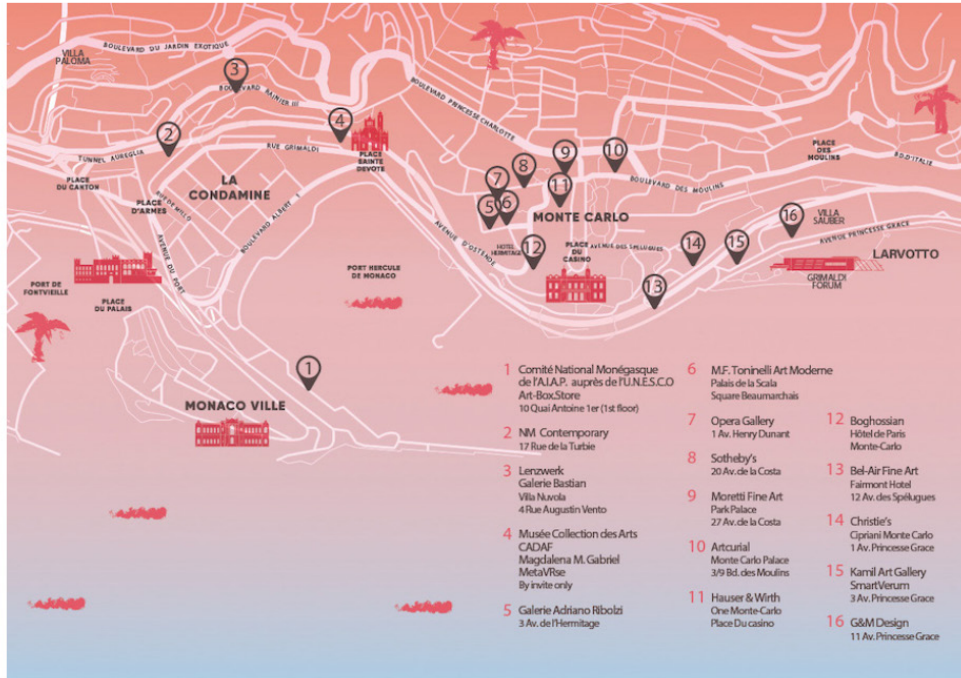 VILLA
PALOMA
BOULEVARD DU JARDIN EXOTIQUE
3
BOULEVARD RAINIER III
BOULEVARD PRINCESSE CHARLOTTE
4
2
TUNNEL AUREGLIA
RUE GRIMALDI
PLACE
ERINTE
DEVOTE
9
10
PLACE
DES
MOULINS
BD.D'ITALIE
PLACE
DU CANTON
LA
CONDAMINE
7
8
BOULEVARD DES MOULINS
PLACE
D'ARMES
RUE DE MILLO
BOULEVARD ALBERT 1
5
6
11
MONTE CARLO
16
VILLA
SAUBER
AVENUE PRINCESSE GRACE
AVENUE DU PORT
AVENUE D'OSTENDE
HOTEL
HERMITAGE
12
PLACE
DU
CASINO
AVENUE DES SPELUGUES
14
15
LARVOTTO
PORT HERCULE
DE MONACO
GRIMALDI
FORUM
PORT DE
FONTVIEILLE
PLACE
DU PALAIS
13
1
MONACO VILLE
1 Comité National Monégasque
de l'A.I.A.P. auprès de l'U.N.E.S.C.O
Art-Box.Store
10 Quai Antoine 1er (1st floor)
2 NM Contemporary
17 Rue de la Turbie
3 Lenzwerk
Galerie Bastian
Villa Nuvola
4 Rue Augustin Vento
4 Musée Collection des Arts
CADAF
Magdalena M. Gabriel
MetaVRse
By invite only
5 Galerie Adriano Ribolzi
3 Av. de l'Hermitage
6 M.F. Toninelli Art Moderne
Palais de la Scala
Square Beaumarchais
7 Opera Gallery
1 Av. Henry Dunant
8 Sotheby's
20 Av. de la Costa
9 Moretti Fine Art
Park Palace
27 Av. de la Costa
10 Artcurial
Monte Carlo Palace
3/9 Bd. des Moulins
11 Hauser & Wirth
One Monte-Carlo
Place Du casino
12 Boghossian
Hôtel de Paris
Monte-Carlo
13 Bel-Air Fine Art
Fairmont Hotel
12 Av. des Spélugues
14 Christie's
Cipriani Monte Carlo
1 Av. Princesse Grace
15 Kamil Art Gallery
SmartVerum
3 Av. Princesse Grace
16 G&M Design
11 Av. Princesse Grace